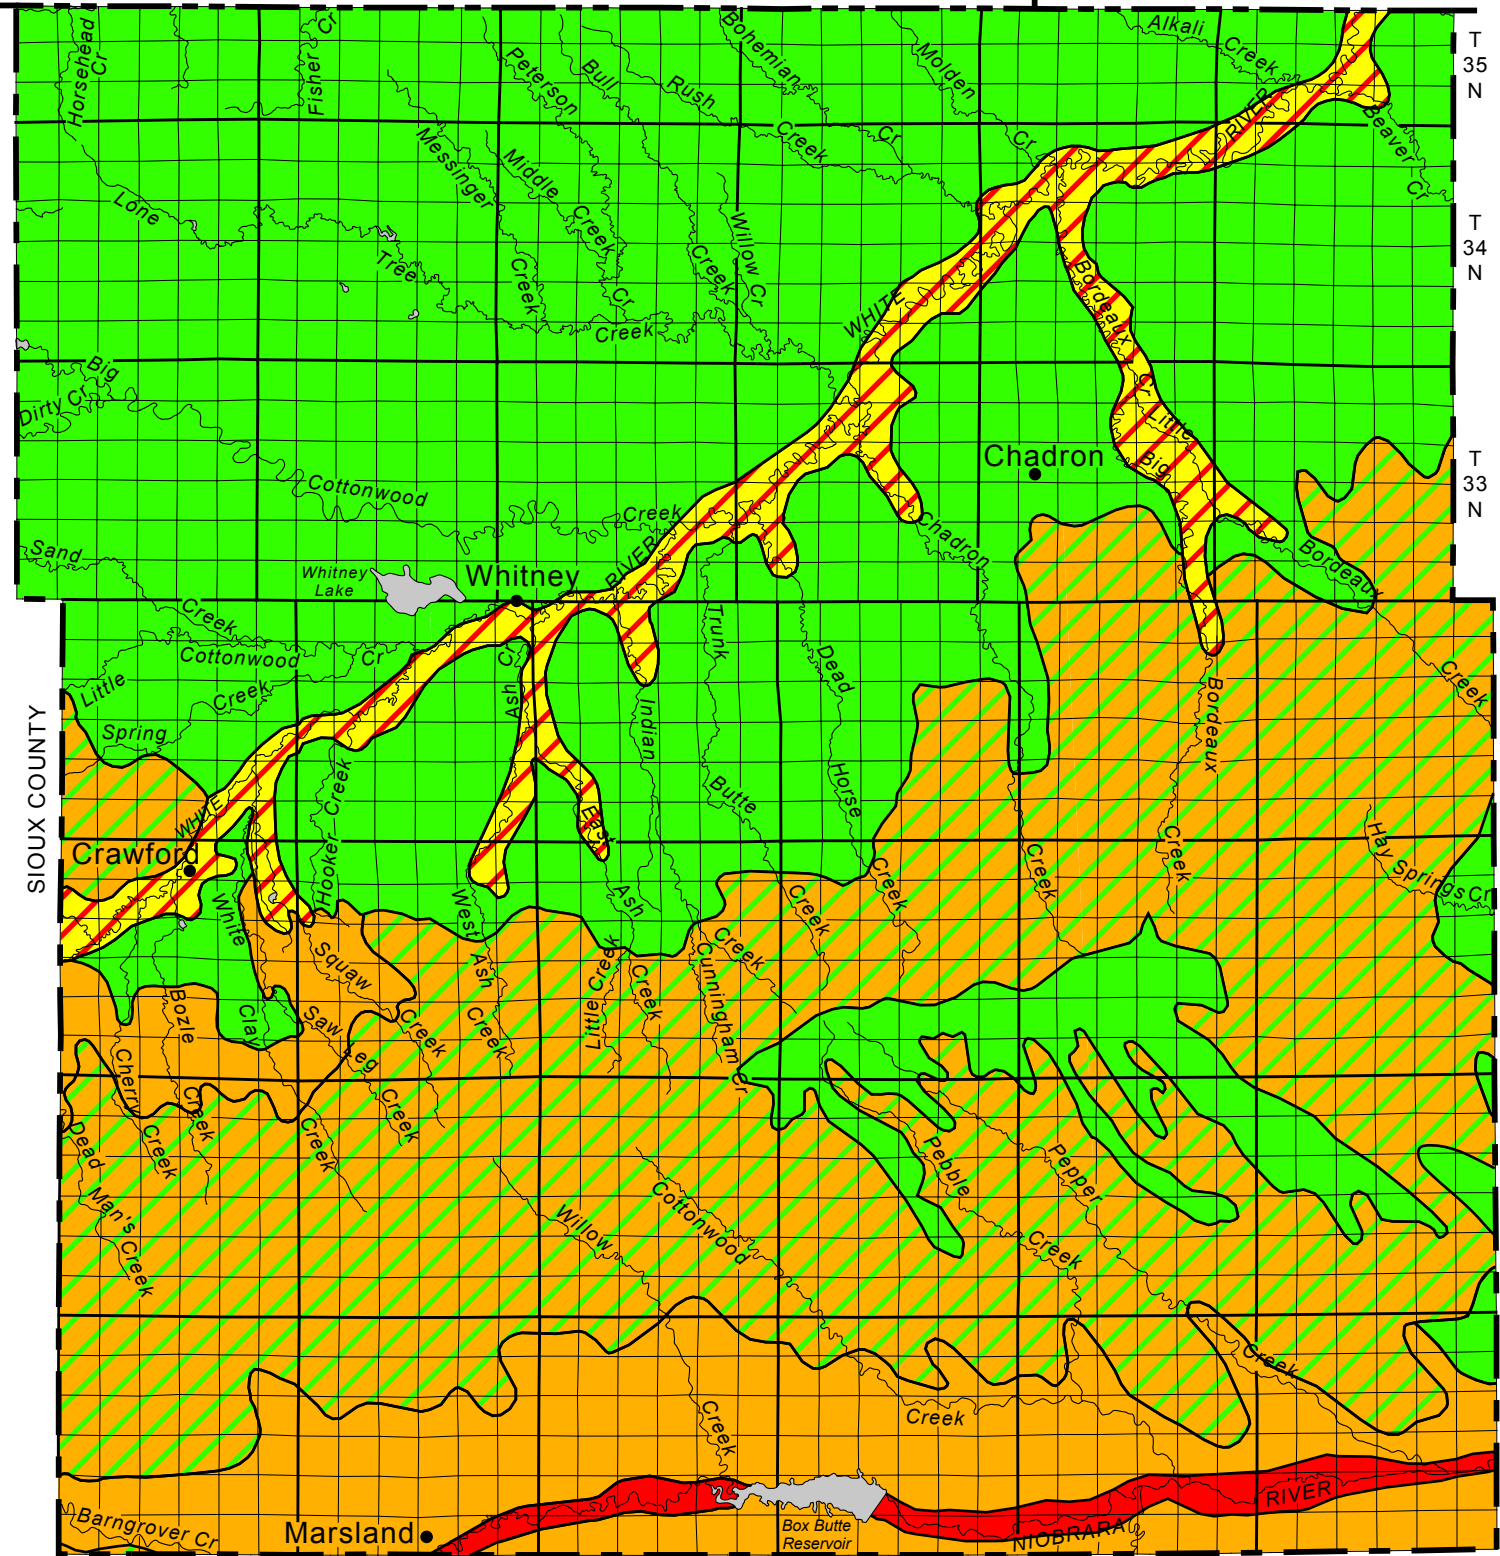 Horsehead
Cr
Fisher Cr
Peterson
Bull
Rush
Creek
Bohemian
Cr
Molden
Cr
Alkali
Creek
RIVER
Beaver
Cr
T
35
N
Messinger
Creek
Middle
Creek
Cr
Willow Cr
Creek
Lone
Tree
Creek
WHITE
Bordeaux
Cr
T
34
N
Big
Dirty Cr
Cottonwood
Creek
Little
Big
Chadron
T
33
N
Sand
Creek
Whitney
Lake
Whitney
RIVER
Chadron
Bordeaux
Creek
Cottonwood
Cr
Little
Creek
Spring
Ash
Cr
Trunk
Dead
Indian
Bordeaux
Creek
SIOUX COUNTY
WHITE
Crawford
Hooker Creek
East
Butte
Horse
Creek
Creek
Creek
Hay Springs Cr
White
Clay
Squaw
Creek
West
Ash
Creek
Ash
Creek
Little Creek
Cunningham Cr
Creek
Creek
Bozle
Creek
Saw Leg
Creek
Cherry
Creek
Creek
Dead
Man's
Creek
Willow
Cottonwood
Pebble
Creek
Pepper
Creek
Creek
Creek
Barngrover Cr
Marsland
Box Butte
Reservoir
NIOBRARA
RIVER